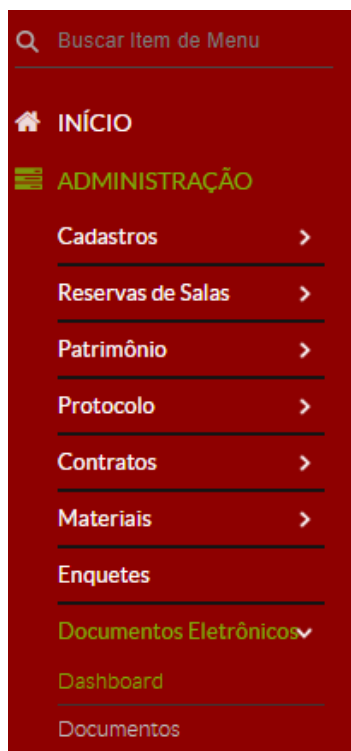 Buscar Item de Menu
INÍCIO
ADMINISTRAÇÃO
Cadastros
Reservas de Salas
Patrimônio
Protocolo
Contratos
Materiais
Enquetes
Documentos Eletrônicos
Dashboard
Documentos